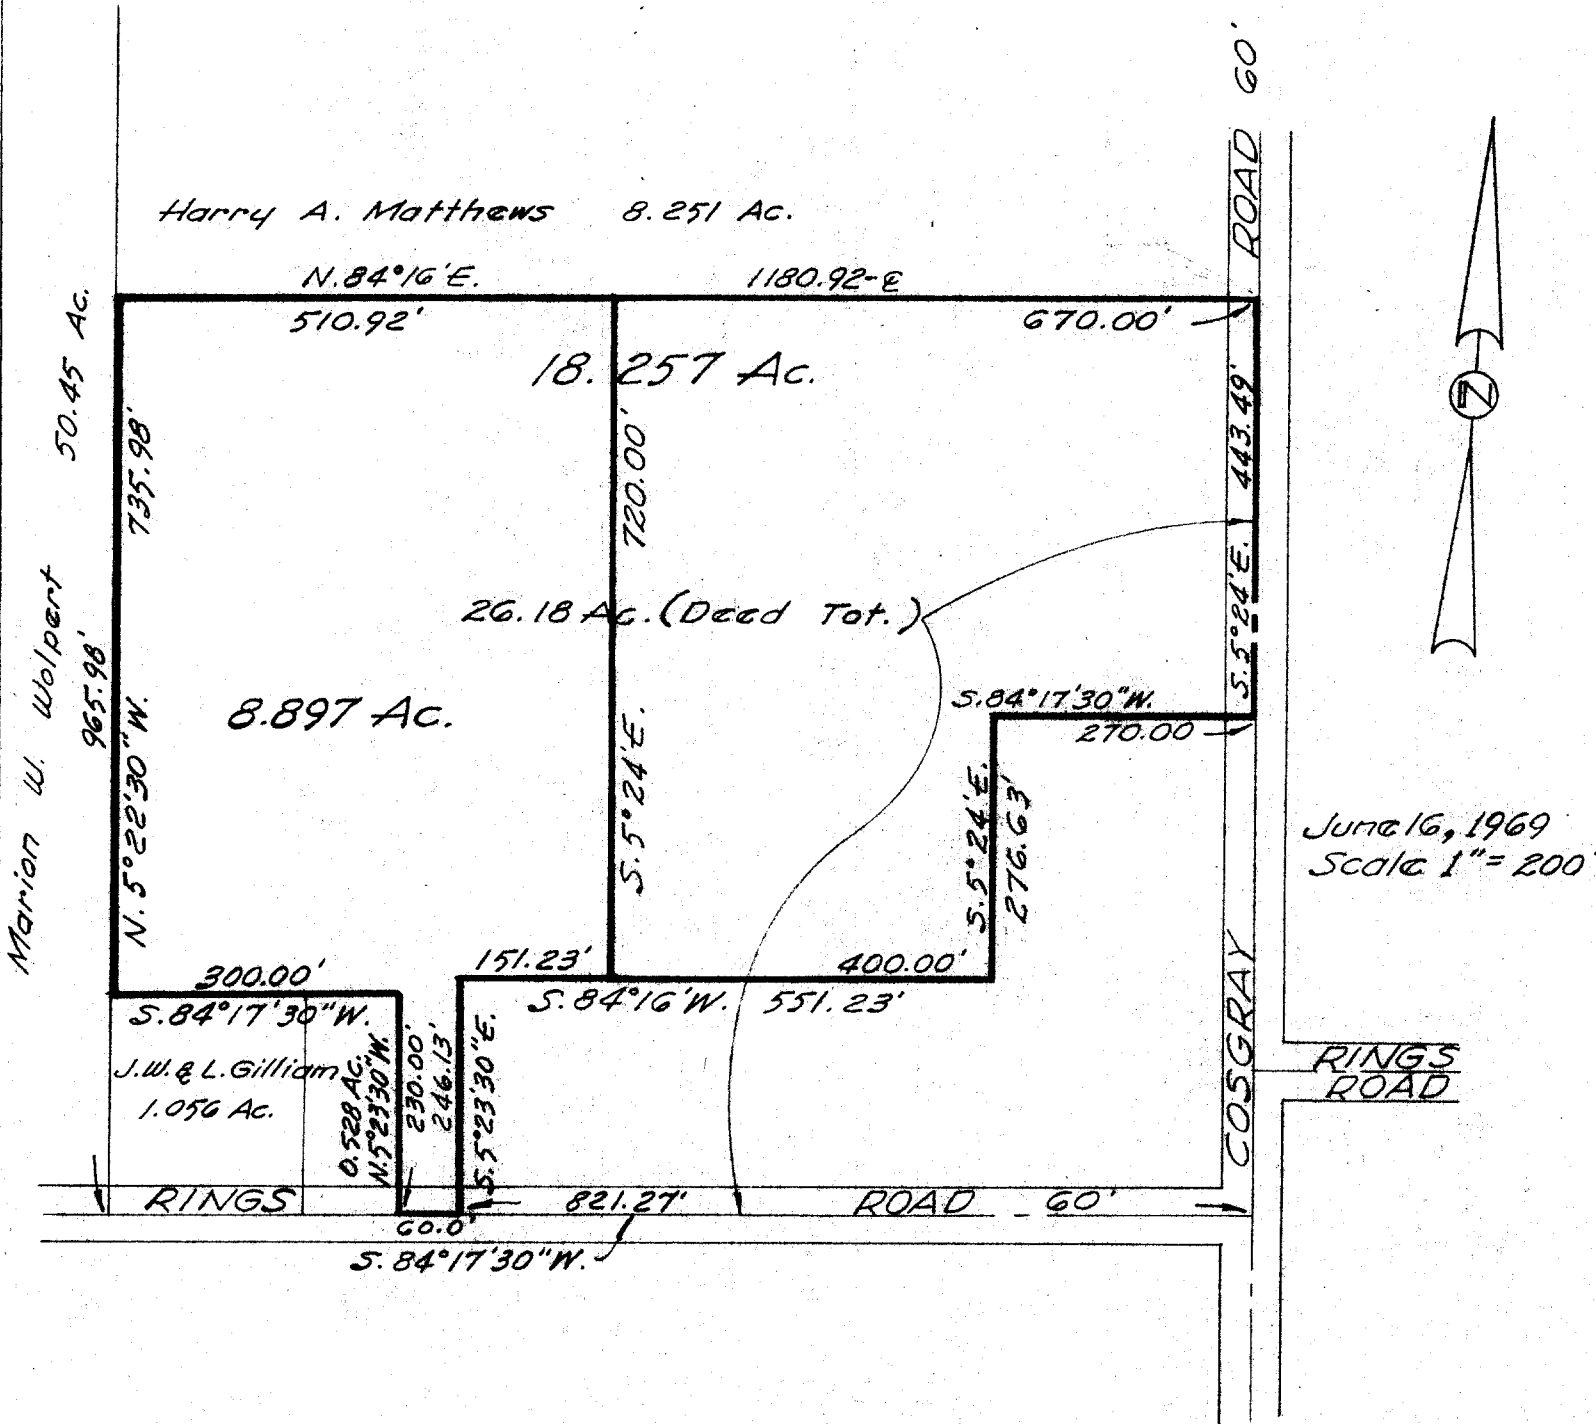 ROAD 60'
Harry A. Matthews 8.251 Ac.
N.84°16'E. 1180.92-℄
510.92' 670.00'
18.257 Ac.
50.45 Ac.
Marion W. Wolpert
735.98'
965.98'
N. 5°22'30"W.
720.00'
S. 5°24'E.
443.49'
S. 5°24'E.
26.18 Ac. (Deed Tot.)
8.897 Ac.
S.84°17'30"W.
270.00
S. 5°24'E.
276.63'
N
June 16, 1969
Scale 1"= 200'
300.00'
S.84°17'30"W.
151.23' 400.00'
S. 84°16'W. 551.23'
J.W. & L. Gilliam
1.056 Ac.
0.528 Ac.
N.5°23'30"W.
230.00'
246.13'
S. 5°23'30"E.
COSGRAY
RINGS
ROAD
RINGS 821.27' ROAD - 60'
60.0'
S. 84°17'30"W.